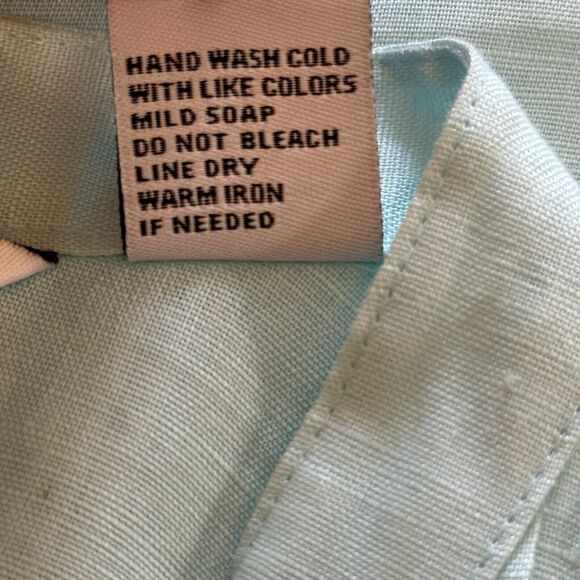 HAND WASH COLD
WITH LIKE COLORS
MILD SOAP
DO NOT BLEACH
LINE DRY
WARM IRON
IF NEEDED